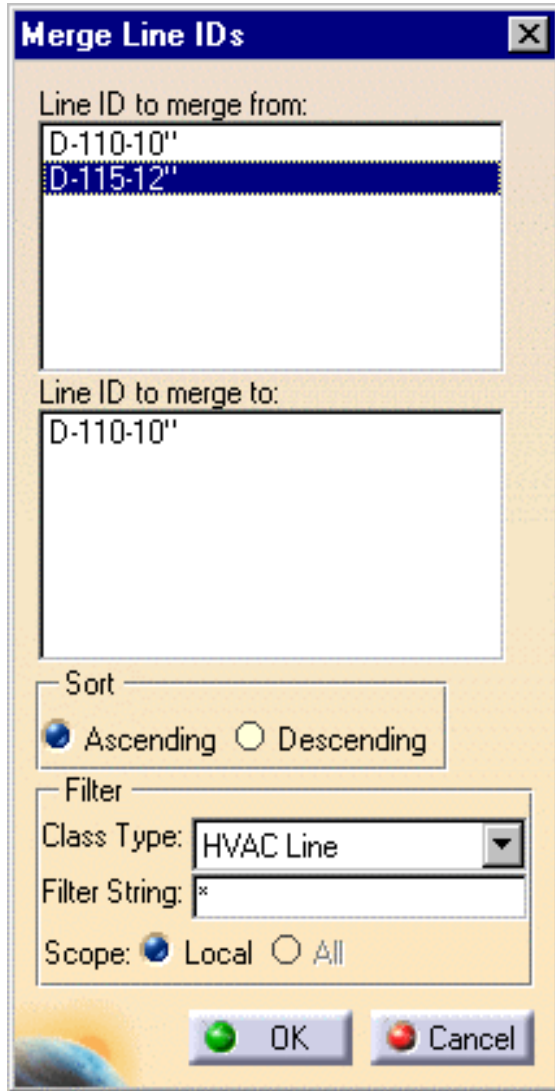 Merge Line IDs
Line ID to merge from:
D-110-10"
D-115-12"
Line ID to merge to:
D-110-10"
Sort
Ascending Descending
Filter
Class Type: HVAC Line
Filter String: *
Scope: Local All
OK Cancel